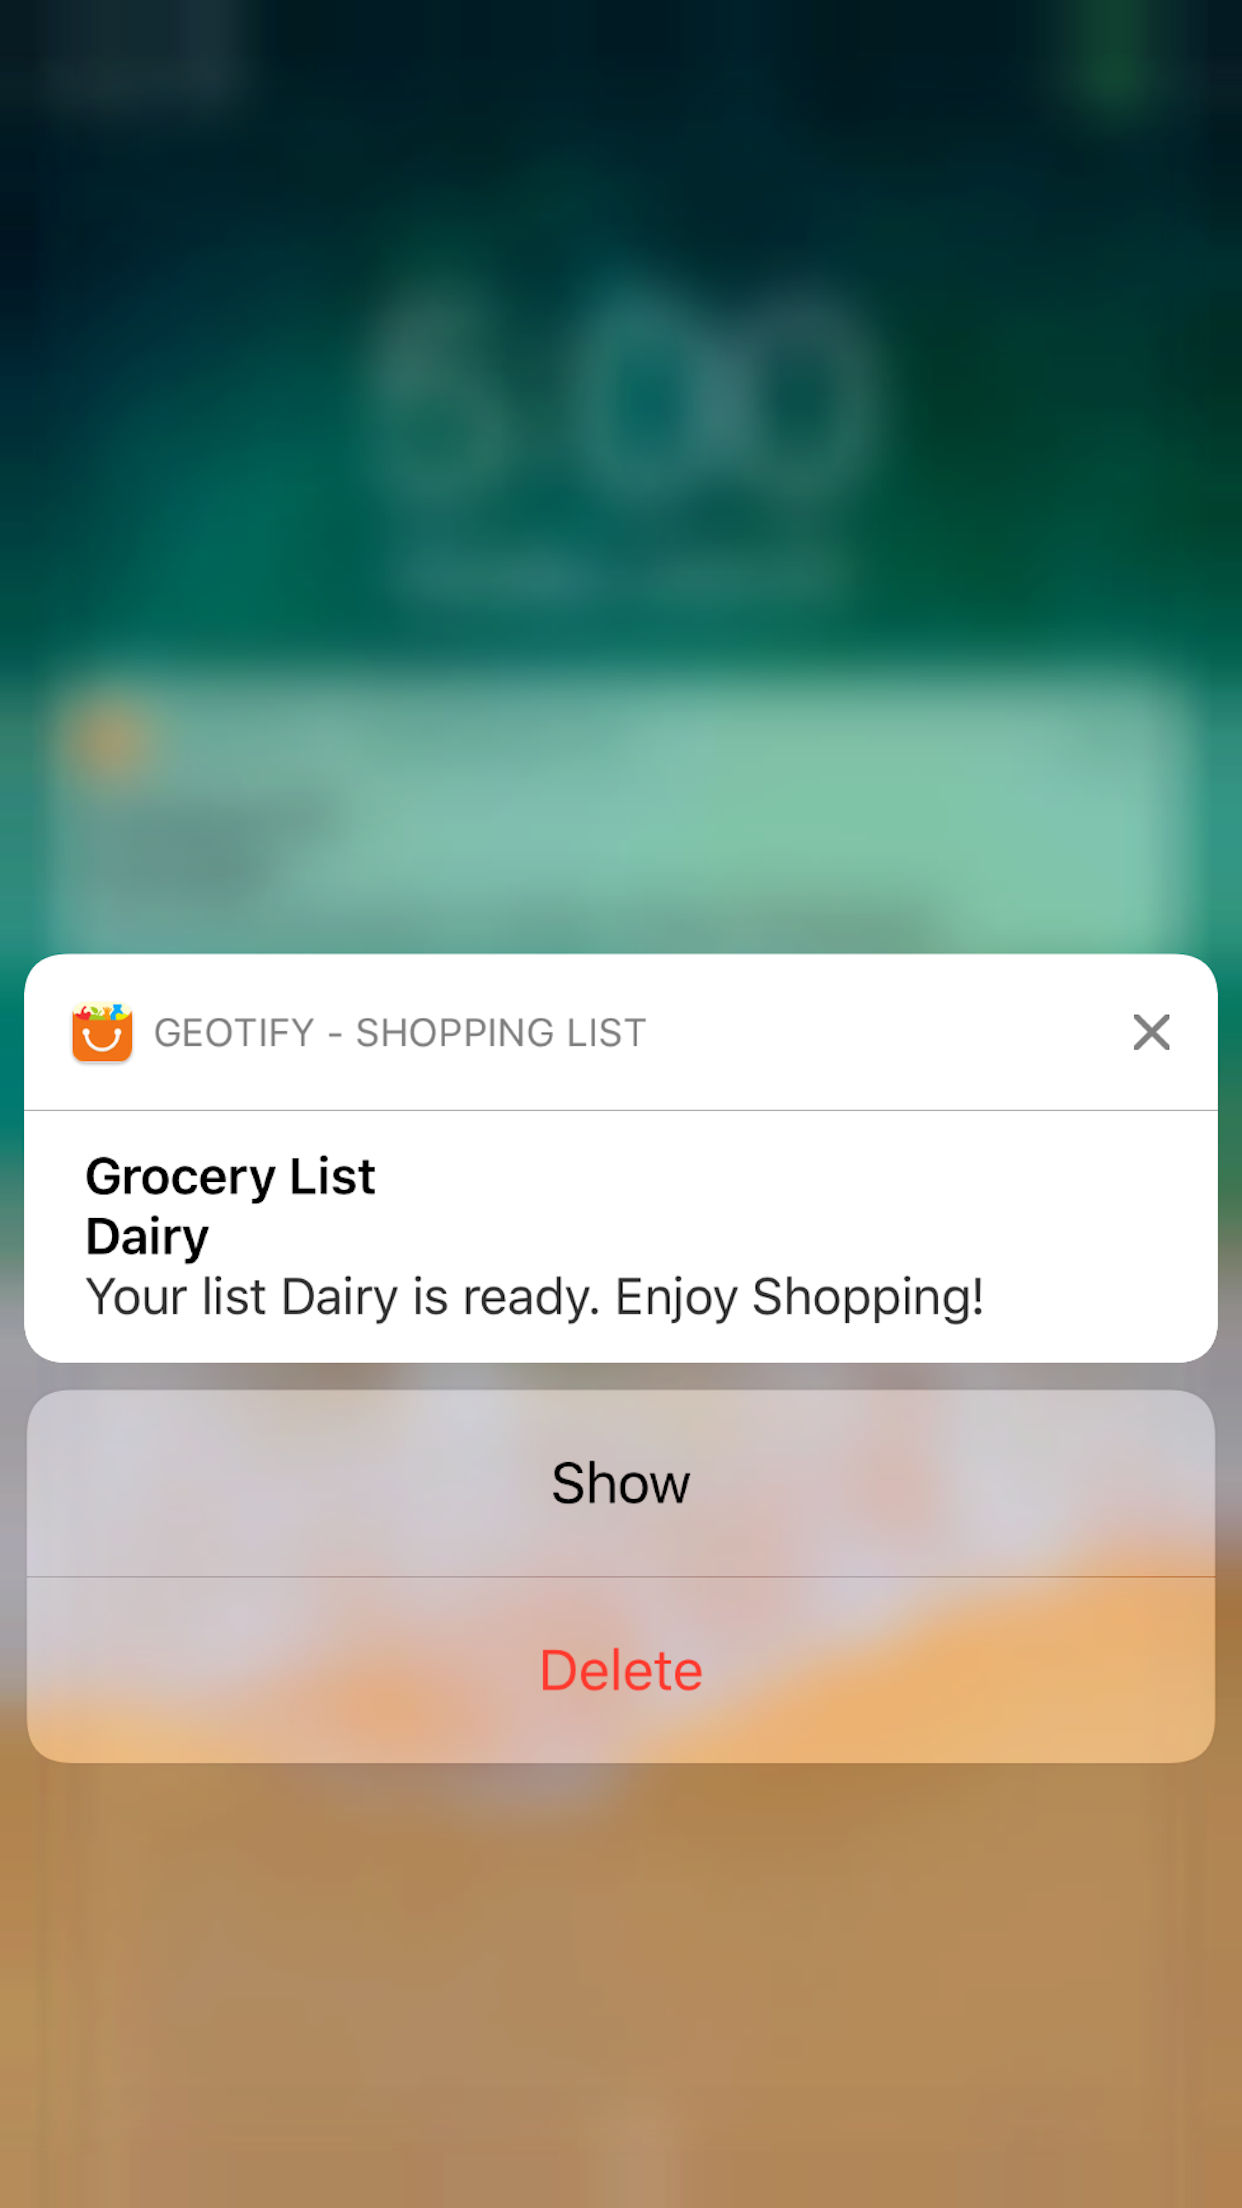 GEOTIFY - SHOPPING LIST
Grocery List
Dairy
Your list Dairy is ready. Enjoy Shopping!
Show
Delete